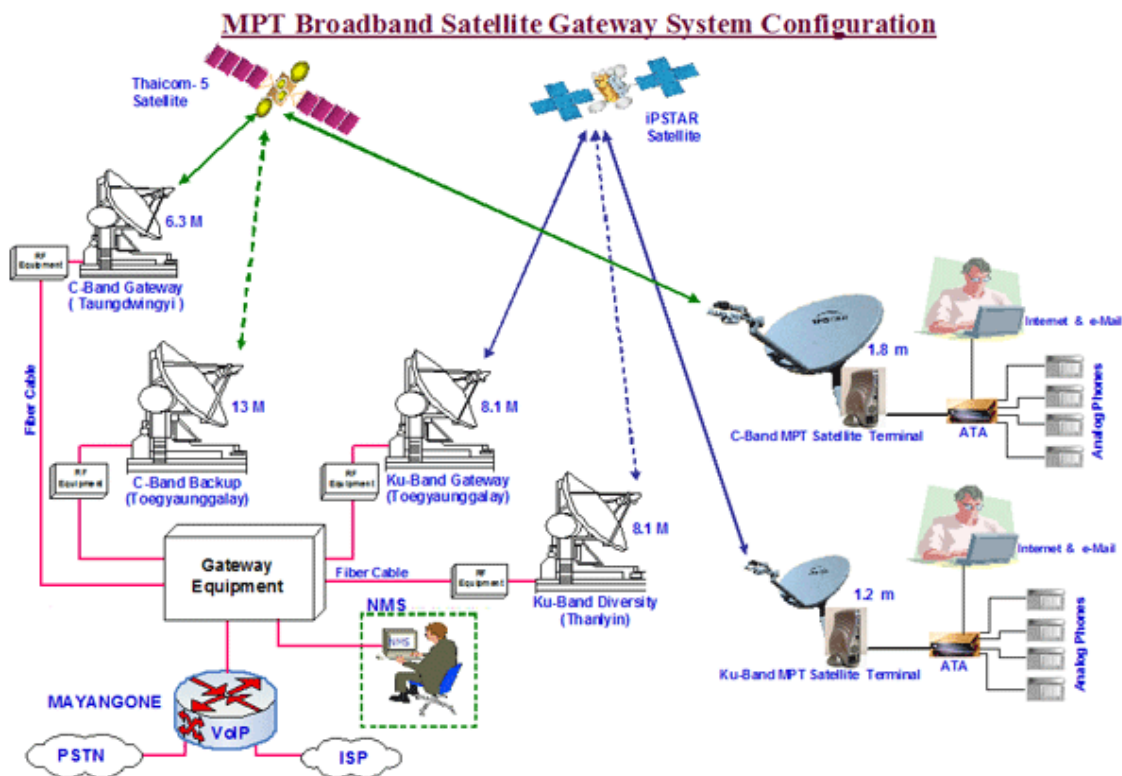 MPT Broadband Satellite Gateway System Configuration
Thaicom- 5
Satellite
iPSTAR
Satellite
6.3 M
RF
Equipment
C-Band Gateway
( Taungdwingyi )
Fiber Cable
13 M
RF
Equipment
C-Band Backup
(Toegyaunggalay)
8.1 M
RF
Equipment
Ku-Band Gateway
(Toegyaunggalay)
8.1 M
RF
Equipment
Ku-Band Diversity
(Thanlyin)
Gateway
Equipment
Fiber Cable
NMS
NMS
MAYANGONE
VoIP
PSTN
ISP
1.8 m
C-Band MPT Satellite Terminal
Internet & e-Mail
ATA
Analog Phones
1.2 m
Ku-Band MPT Satellite Terminal
Internet & e-Mail
ATA
Analog Phones